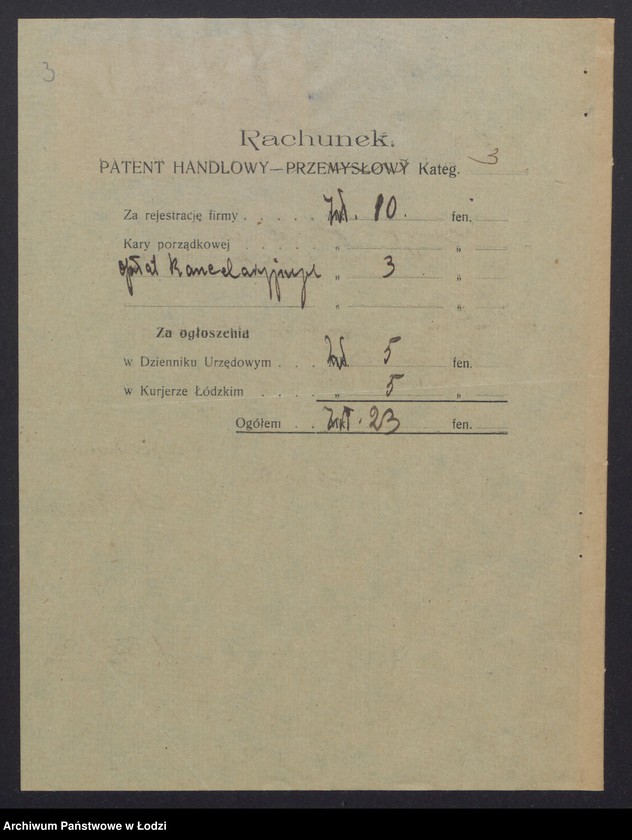 3
Rachunek.
PATENT HANDLOWY—PRZEMYSŁOWY Kateg. 3
Za rejestrację firmy . . . . Zł. 10. fen.
Kary porządkowej . . . . . „ „
opłat kancelaryjnych „ 3 „
„ „
Za ogłoszenia
w Dzienniku Urzędowym . . . Zł 5 fen.
w Kurjerze Łódzkim . . . . „ 5 „
Ogółem . . Zł. 23 fen.
Archiwum Państwowe w Łodzi